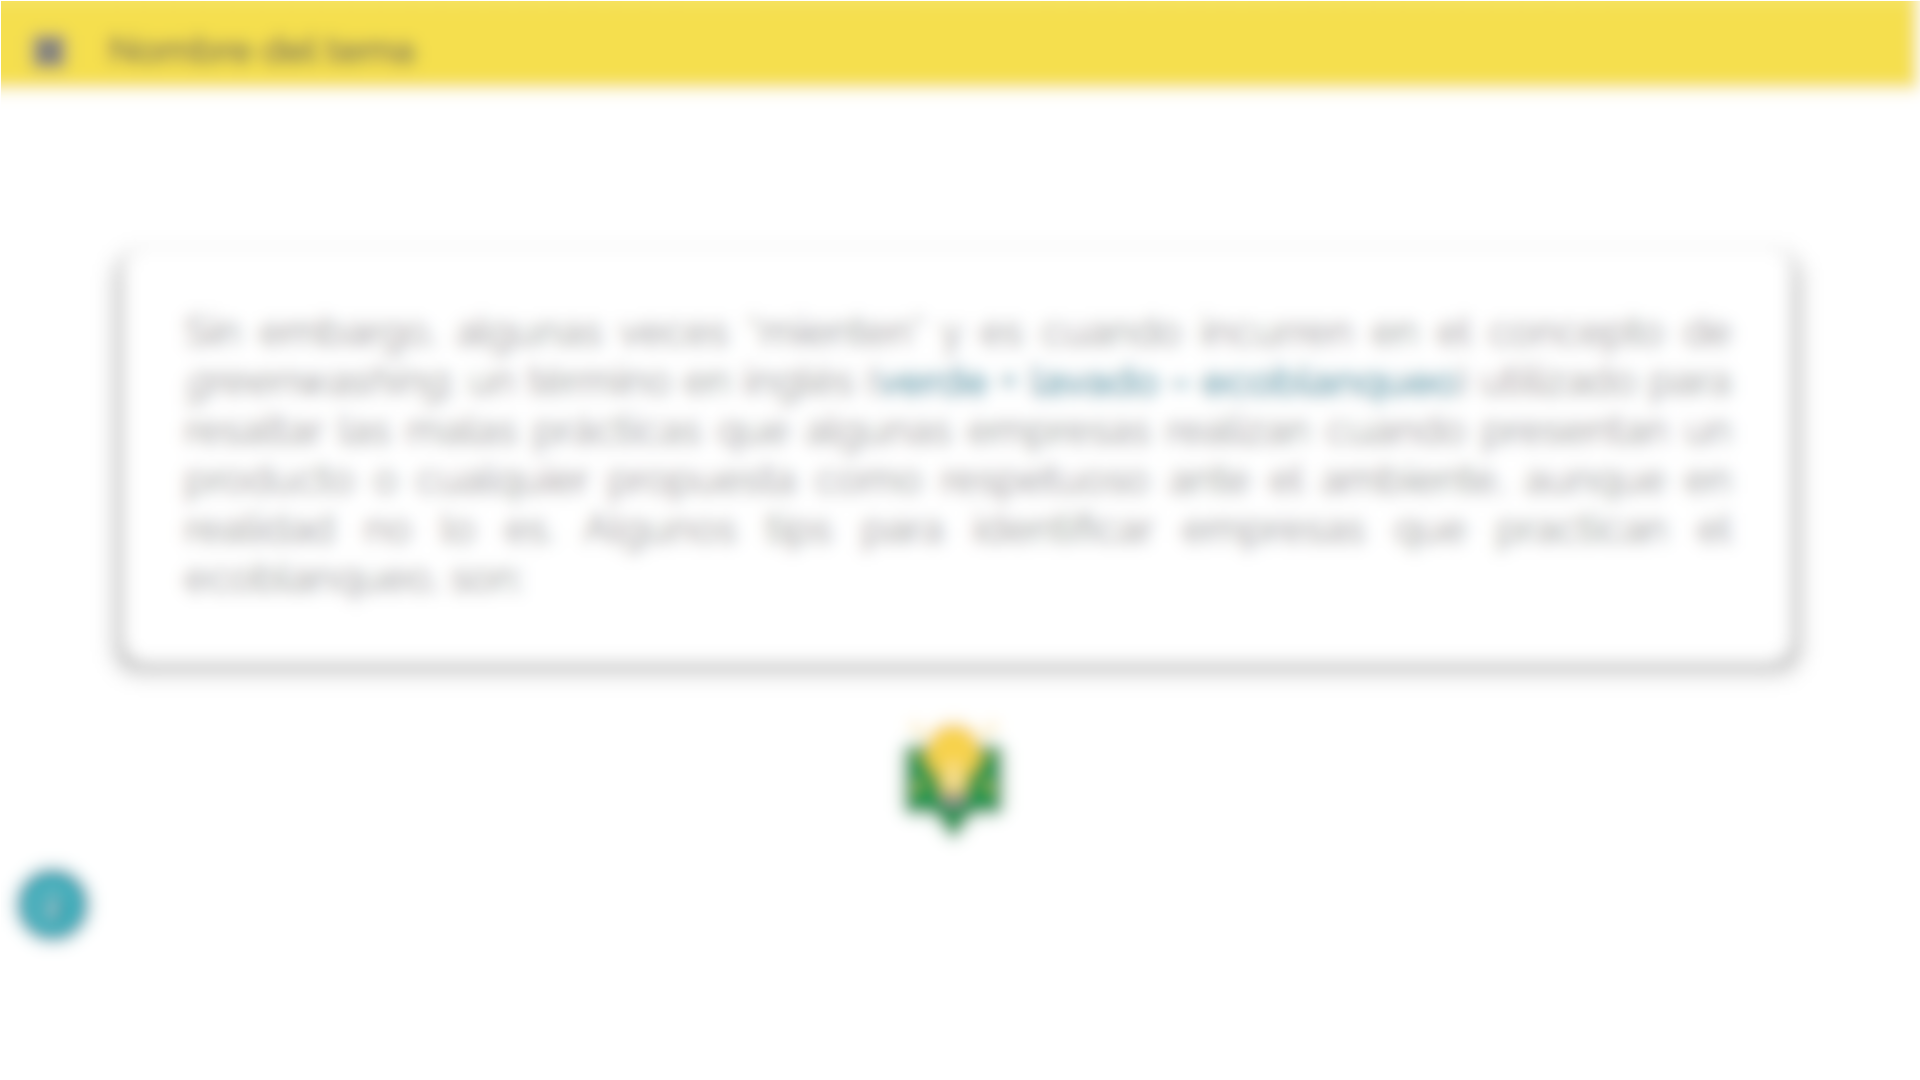 Nombre del tema
Sin embargo, algunas veces "mienten" y es cuando incurren en el concepto de
greenwashing: un término en inglés (verde + lavado = ecoblanqueo) utilizado para
resaltar las malas prácticas que algunas empresas realizan cuando presentan un
producto o cualquier propuesta como respetuoso ante el ambiente, aunque en
realidad no lo es. Algunos tips para identificar empresas que practican el
ecoblanqueo, son: